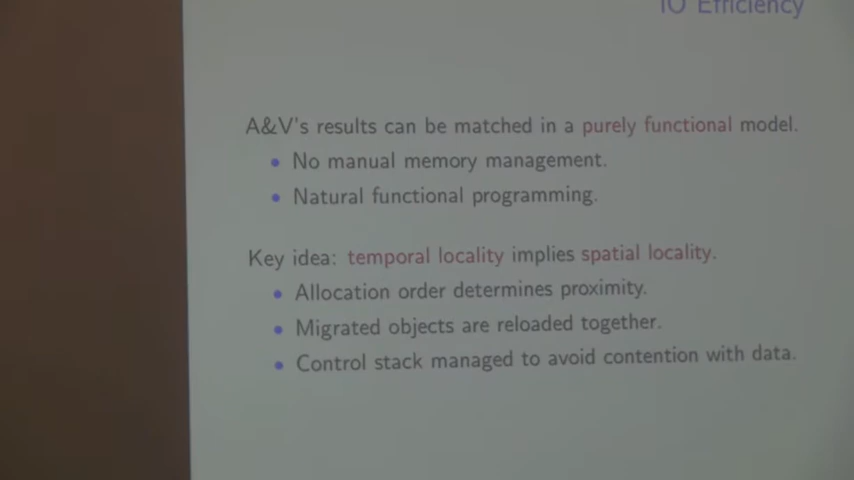 IO Efficiency
A&V's results can be matched in a purely functional model.
• No manual memory management.
• Natural functional programming.
Key idea: temporal locality implies spatial locality.
• Allocation order determines proximity.
• Migrated objects are reloaded together.
• Control stack managed to avoid contention with data.